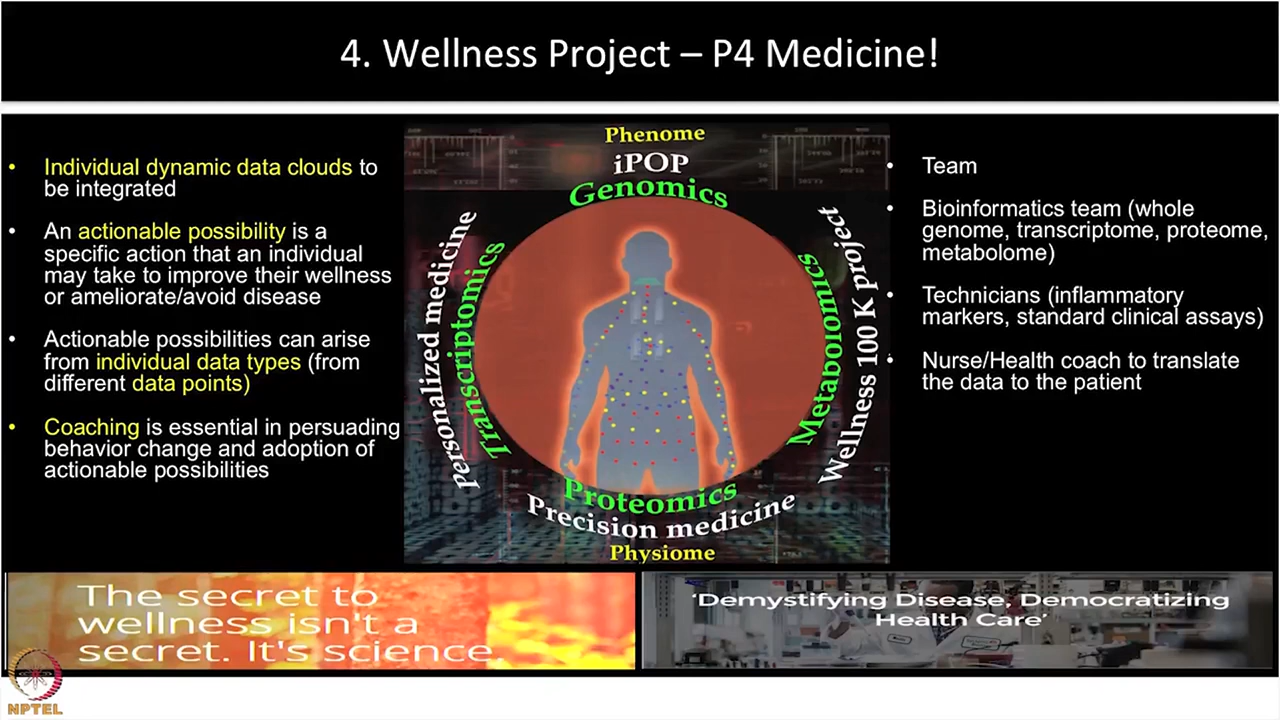 4. Wellness Project – P4 Medicine!
• Individual dynamic data clouds to
be integrated
• An actionable possibility is a
specific action that an individual
may take to improve their wellness
or ameliorate/avoid disease
• Actionable possibilities can arise
from individual data types (from
different data points)
• Coaching is essential in persuading
behavior change and adoption of
actionable possibilities
Phenome
iPOP
Genomics
Personalized medicine
Transcriptomics
Metabolomics
Wellness 100 K project
Proteomics
Precision medicine
Physiome
• Team
• Bioinformatics team (whole
genome, transcriptome, proteome,
metabolome)
• Technicians (inflammatory
markers, standard clinical assays)
• Nurse/Health coach to translate
the data to the patient
The secret to
wellness isn't a
secret. It's science.
‘Demystifying Disease, Democratizing
Health Care’
NPTEL